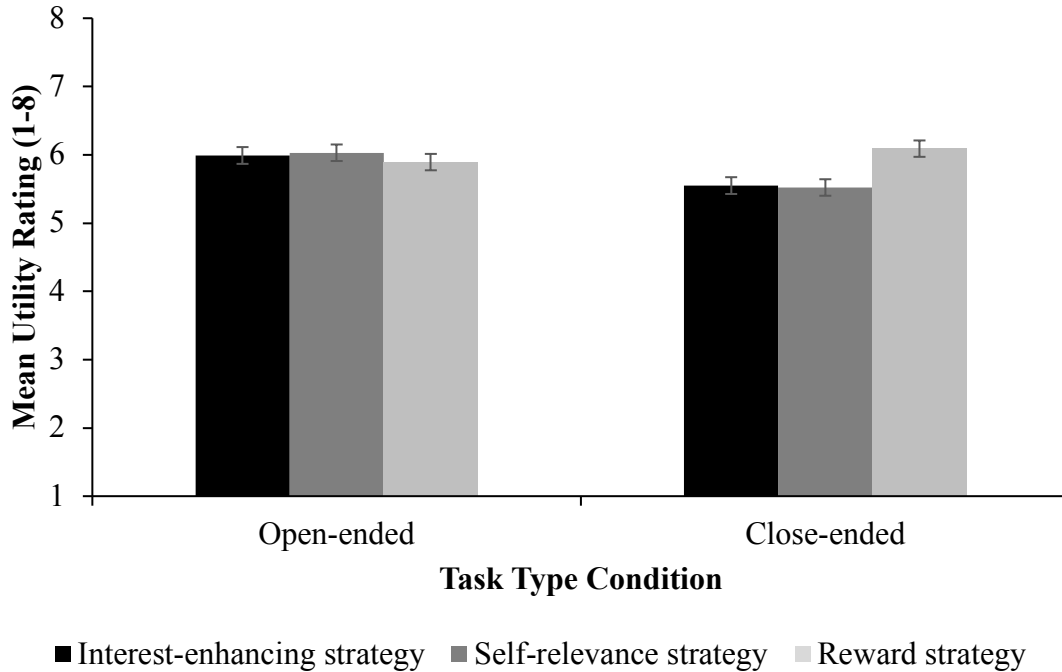 8
7
6
5
4
3
2
1
Mean Utility Rating (1-8)
Open-ended
Close-ended
Task Type Condition
Interest-enhancing strategy
Self-relevance strategy
Reward strategy